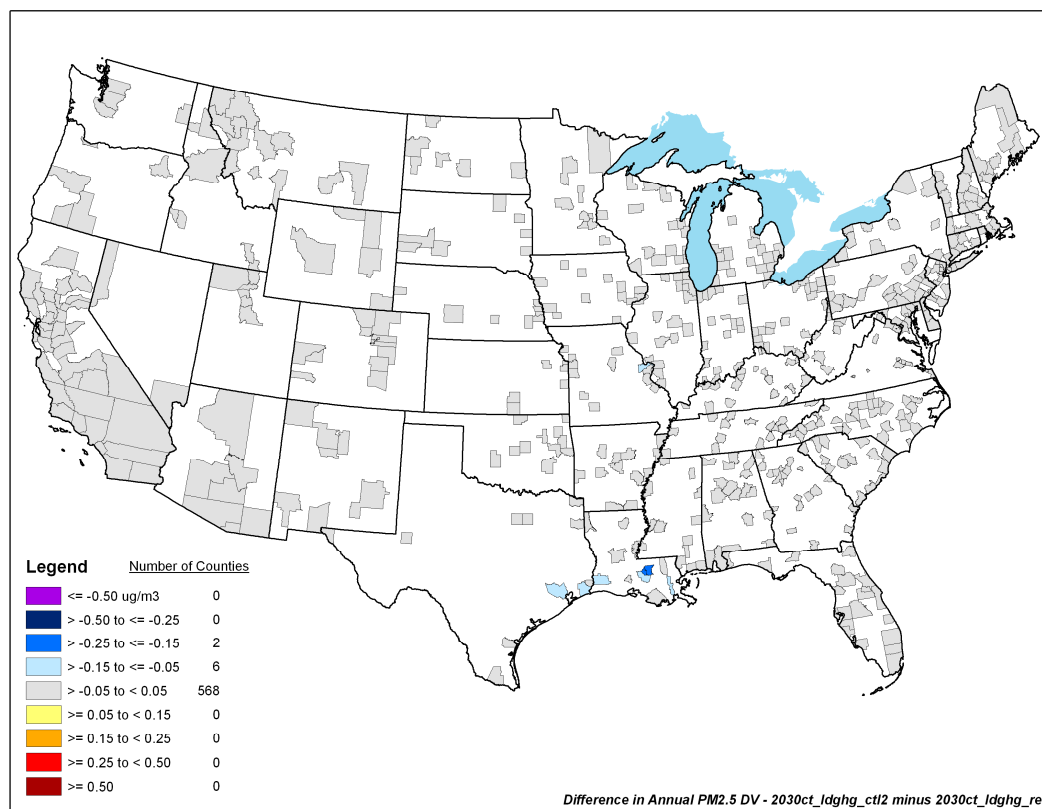 Legend Number of Counties
<= -0.50 ug/m3 0
> -0.50 to <= -0.25 0
> -0.25 to <= -0.15 2
> -0.15 to <= -0.05 6
> -0.05 to < 0.05 568
>= 0.05 to < 0.15 0
>= 0.15 to < 0.25 0
>= 0.25 to < 0.50 0
>= 0.50 0
Difference in Annual PM2.5 DV - 2030ct_ldghg_ctl2 minus 2030ct_ldghg_re